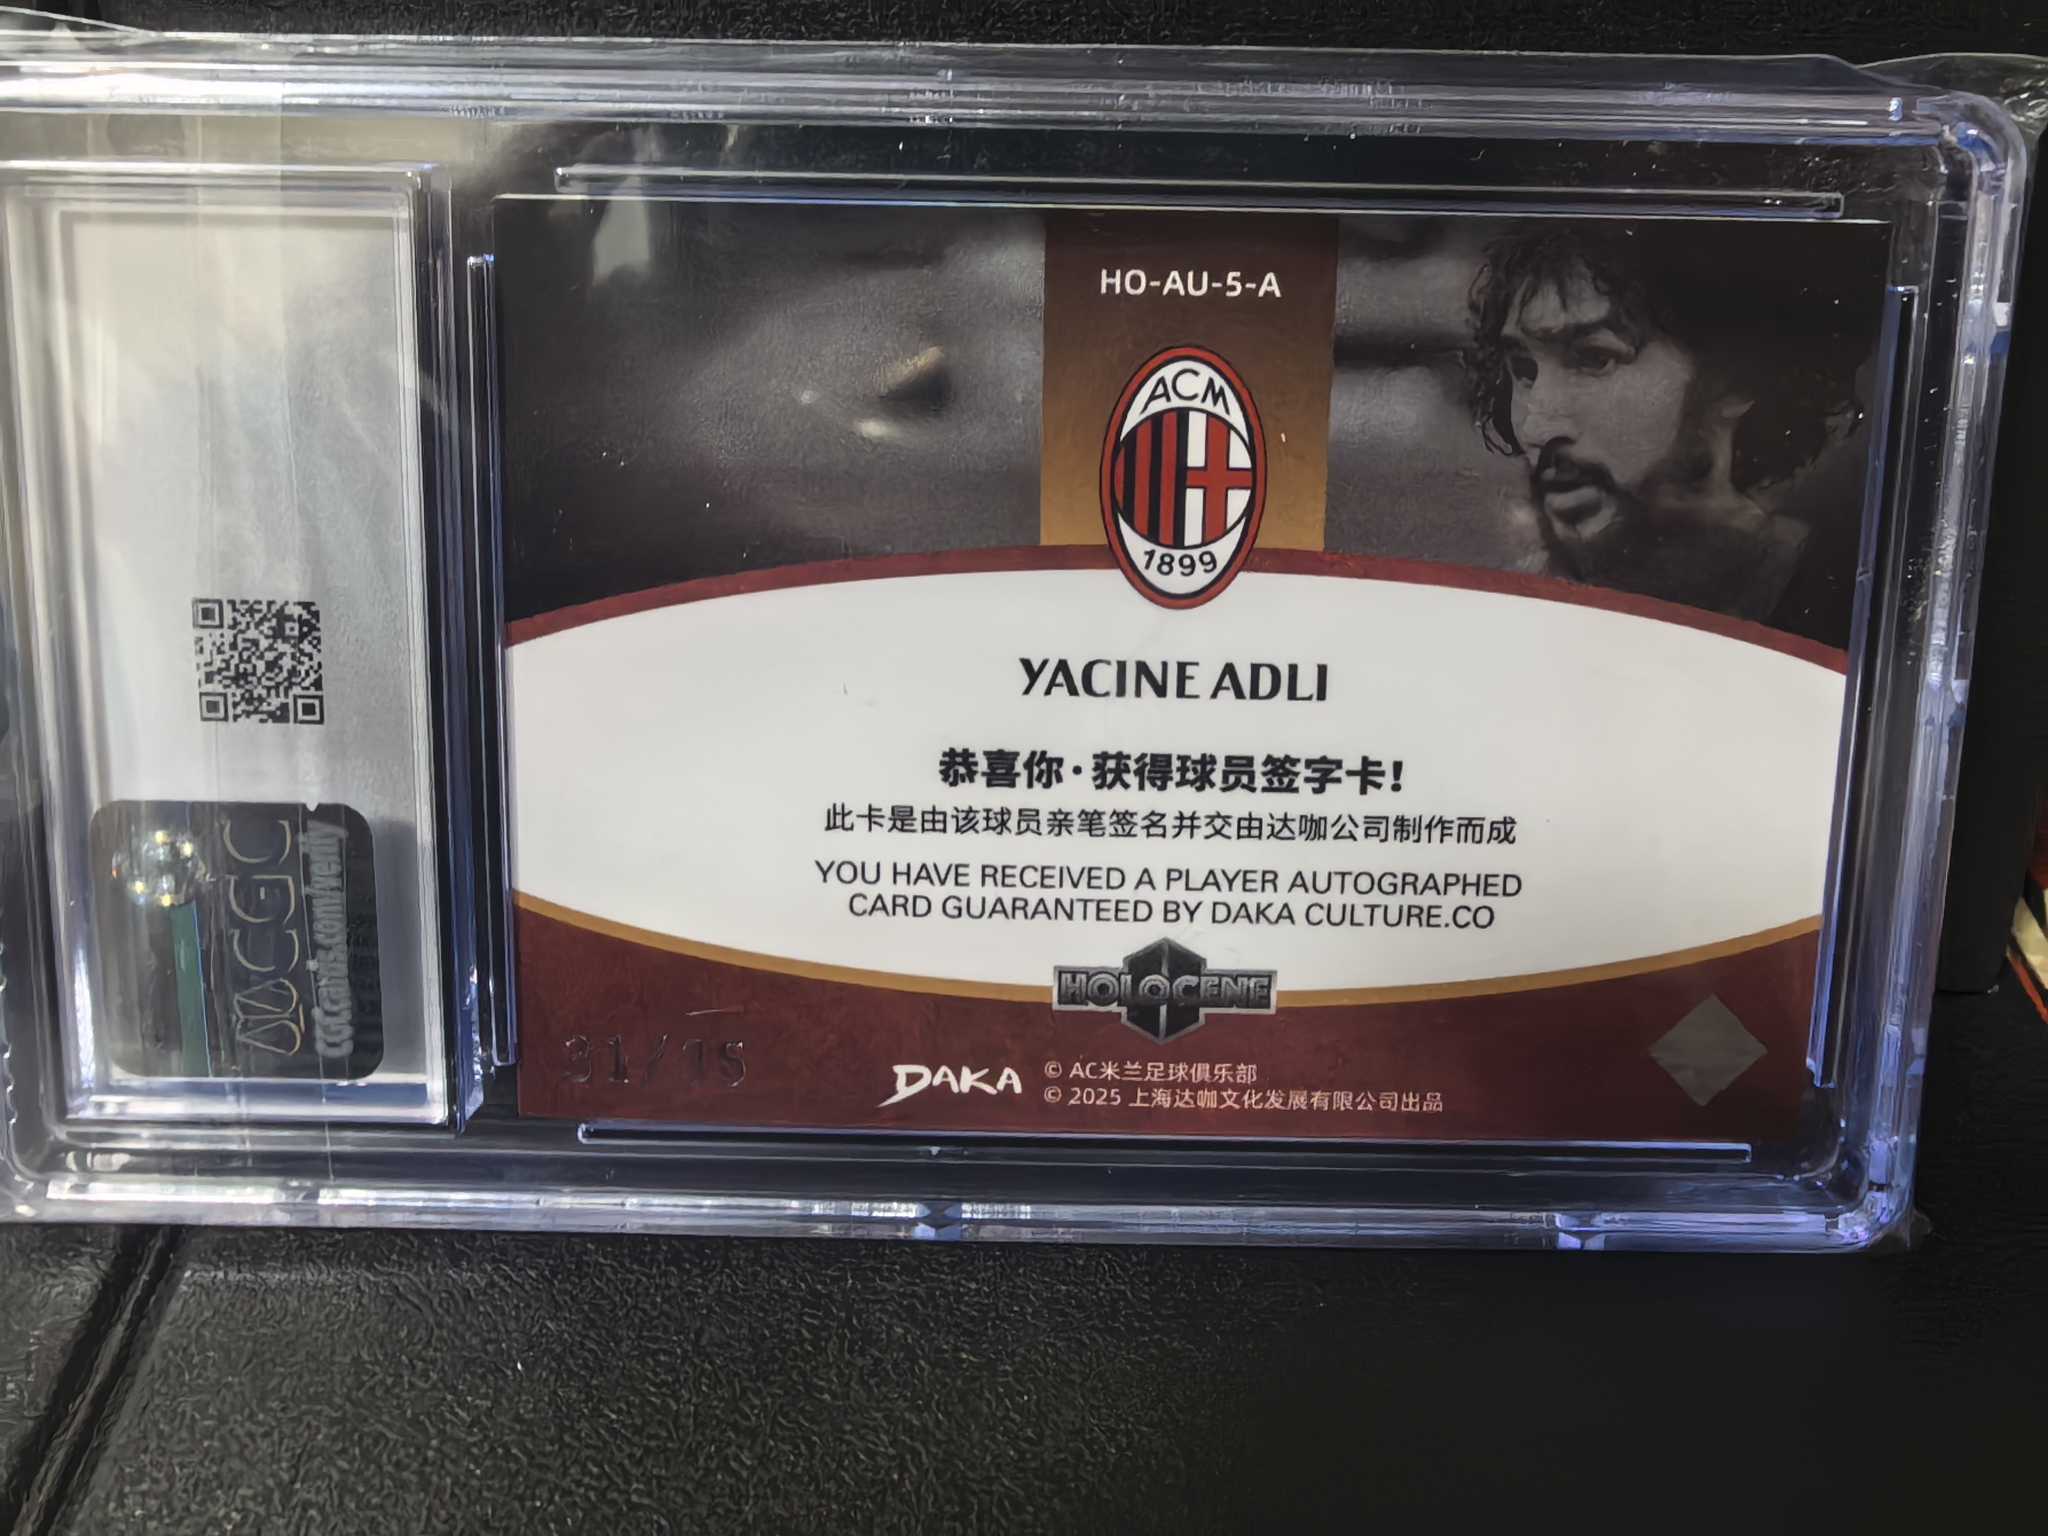 HO-AU-5-A
ACM
1899
YACINE ADLI
恭喜你·获得球员签字卡!
此卡是由该球员亲笔签名并交由达咖公司制作而成
YOU HAVE RECEIVED A PLAYER AUTOGRAPHED
CARD GUARANTEED BY DAKA CULTURE.CO
HOLOCENE
DAKA
© AC米兰足球俱乐部
© 2025 上海达咖文化发展有限公司出品
CGC
CGCcards.com/verify